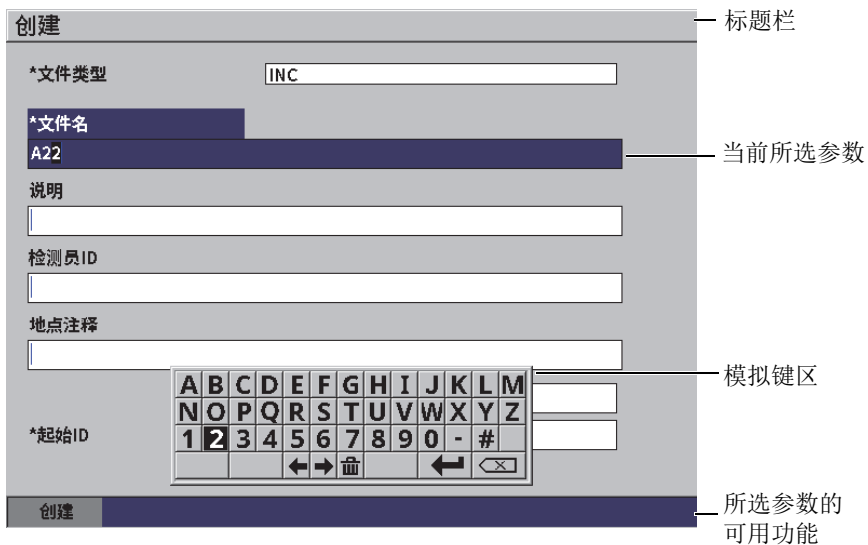 创建
标题栏
*文件类型
INC
*文件名
A22
当前所选参数
说明
检测员ID
地点注释
模拟键区
A B C D E F G H I J K L M
N O P Q R S T U V W X Y Z
*起始ID
1 2 3 4 5 6 7 8 9 0 - #
创建
所选参数的
可用功能